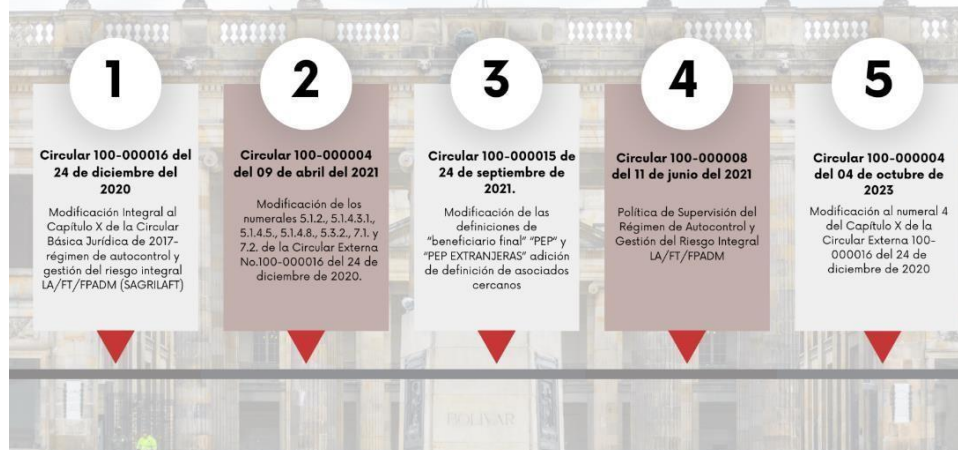 1
Circular 100-000016 del
24 de diciembre del
2020
Modificación Integral al
Capítulo X de la Circular
Básica Jurídica de 2017-
régimen de autocontrol y
gestión del riesgo integral
LA/FT/FPADM (SAGRILAFT)
2
Circular 100-000004
del 09 de abril del 2021
Modificación de los
numerales 5.1.2., 5.1.4.3.1.,
5.1.4.5., 5.1.4.8., 5.3.2., 7.1. y
7.2. de la Circular Externa
No.100-000016 del 24 de
diciembre de 2020.
3
Circular 100-000015 de
24 de septiembre de
2021.
Modificación de las
definiciones de
“beneficiario final” “PEP” y
“PEP EXTRANJERAS” adición
de definición de asociados
cercanos
4
Circular 100-000008
del 11 de junio del 2021
Política de Supervisión del
Régimen de Autocontrol y
Gestión del Riesgo Integral
LA/FT/FPADM
5
Circular 100-000004
del 04 de octubre de
2023
Modificación al numeral 4
del Capítulo X de la
Circular Externa 100-
000016 del 24 de
diciembre de 2020
BOLIVAR